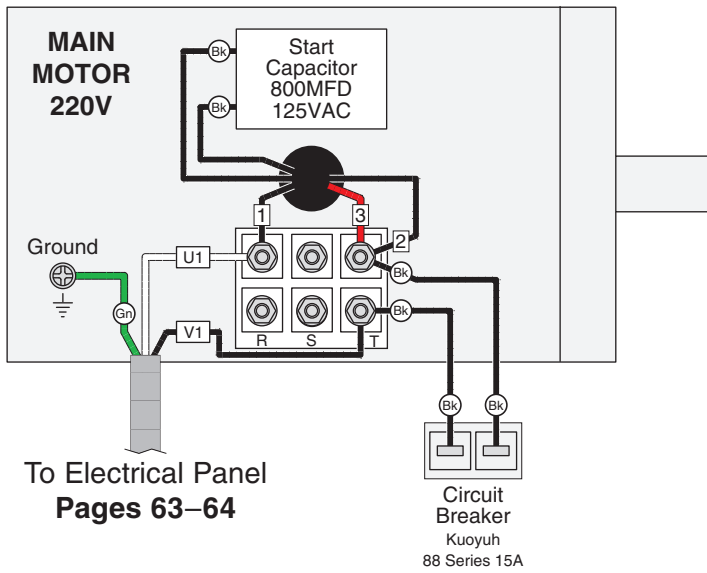 MAIN
MOTOR
220V
Bk
Start
Capacitor
800MFD
125VAC
Bk
1
3
2
Ground
U1
Bk
Gn
V1
Bk
R
S
T
Bk
Bk
To Electrical Panel
Pages 63–64
Circuit
Breaker
Kuoyuh
88 Series 15A